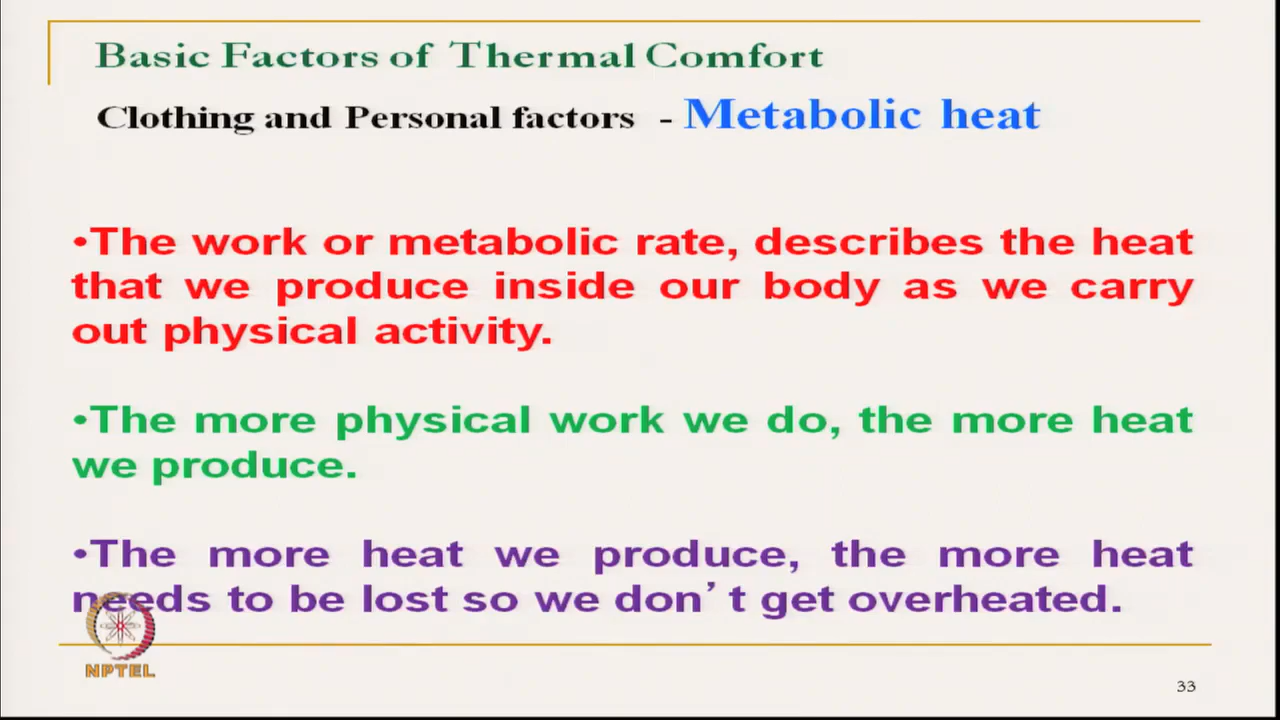 Basic Factors of Thermal Comfort
Clothing and Personal factors - Metabolic heat
•The work or metabolic rate, describes the heat
that we produce inside our body as we carry
out physical activity.
•The more physical work we do, the more heat
we produce.
•The more heat we produce, the more heat
needs to be lost so we don't get overheated.
NPTEL
33